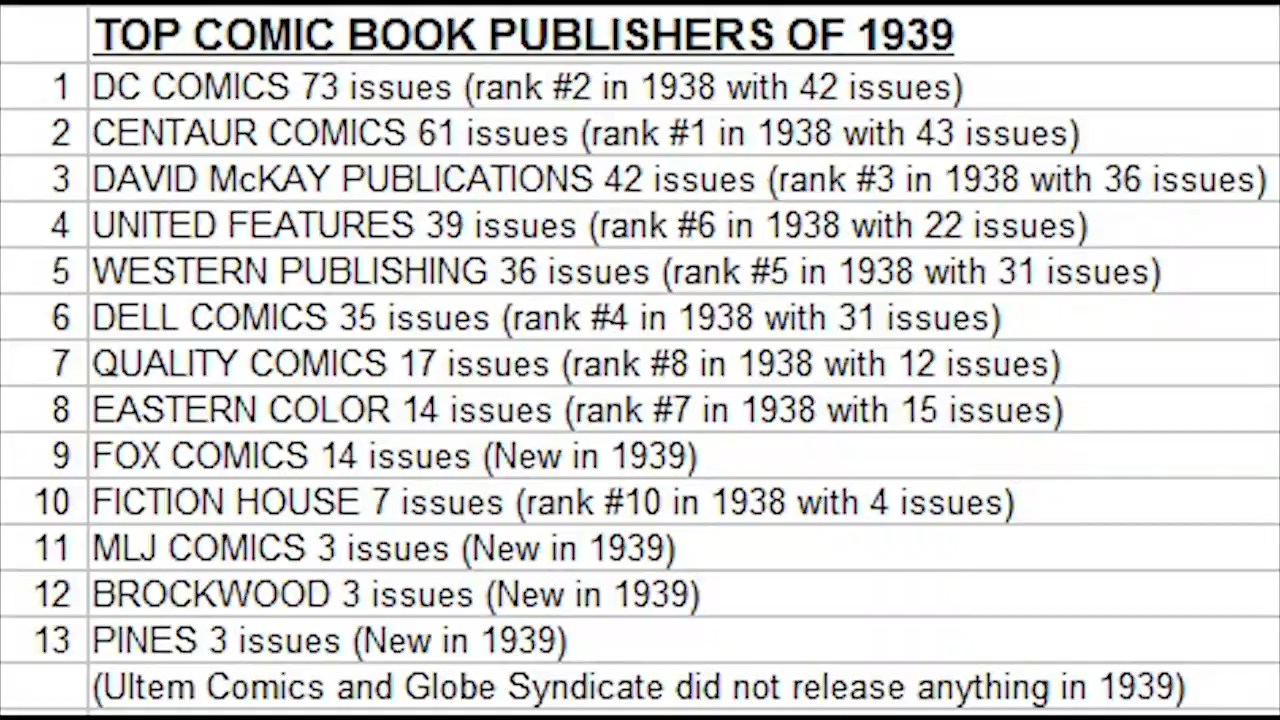 TOP COMIC BOOK PUBLISHERS OF 1939
1 DC COMICS 73 issues (rank #2 in 1938 with 42 issues)
2 CENTAUR COMICS 61 issues (rank #1 in 1938 with 43 issues)
3 DAVID McKAY PUBLICATIONS 42 issues (rank #3 in 1938 with 36 issues)
4 UNITED FEATURES 39 issues (rank #6 in 1938 with 22 issues)
5 WESTERN PUBLISHING 36 issues (rank #5 in 1938 with 31 issues)
6 DELL COMICS 35 issues (rank #4 in 1938 with 31 issues)
7 QUALITY COMICS 17 issues (rank #8 in 1938 with 12 issues)
8 EASTERN COLOR 14 issues (rank #7 in 1938 with 15 issues)
9 FOX COMICS 14 issues (New in 1939)
10 FICTION HOUSE 7 issues (rank #10 in 1938 with 4 issues)
11 MLJ COMICS 3 issues (New in 1939)
12 BROCKWOOD 3 issues (New in 1939)
13 PINES 3 issues (New in 1939)
(Ultem Comics and Globe Syndicate did not release anything in 1939)